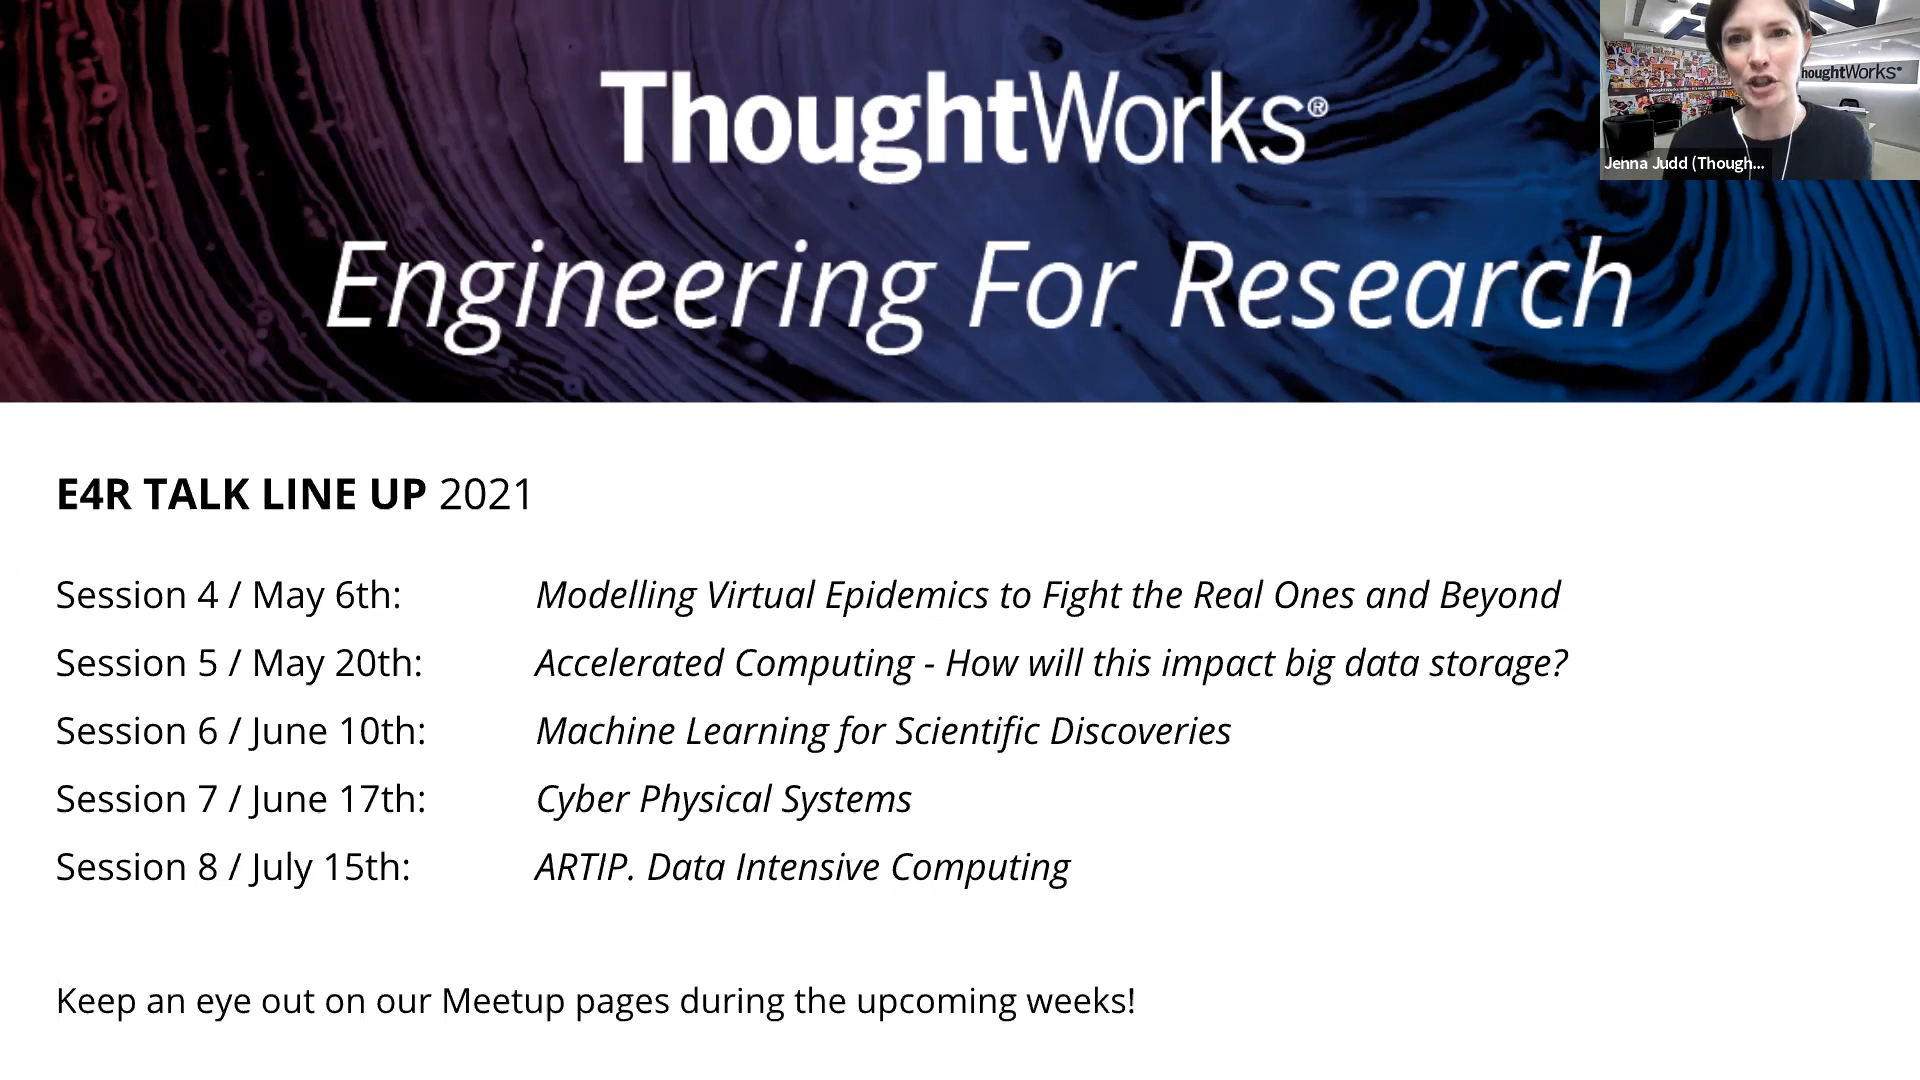 ThoughtWorks®
houghtWorks®
Jenna Judd (Though...
Engineering For Research
E4R TALK LINE UP 2021
Session 4 / May 6th: Modelling Virtual Epidemics to Fight the Real Ones and Beyond
Session 5 / May 20th: Accelerated Computing - How will this impact big data storage?
Session 6 / June 10th: Machine Learning for Scientific Discoveries
Session 7 / June 17th: Cyber Physical Systems
Session 8 / July 15th: ARTIP. Data Intensive Computing
Keep an eye out on our Meetup pages during the upcoming weeks!